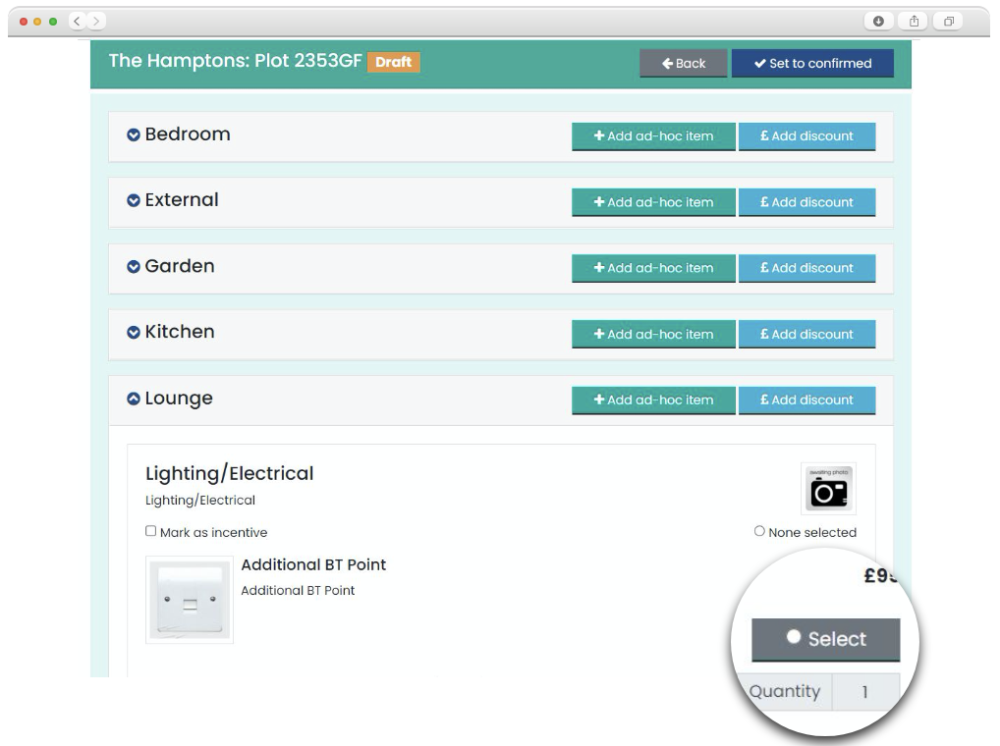 The Hamptons: Plot 2353GF Draft Back Set to confirmed
Bedroom Add ad-hoc item £ Add discount
External Add ad-hoc item £ Add discount
Garden Add ad-hoc item £ Add discount
Kitchen Add ad-hoc item £ Add discount
Lounge Add ad-hoc item £ Add discount
Lighting/Electrical
awaiting photo
Lighting/Electrical
Mark as incentive None selected
Additional BT Point
Additional BT Point
Select
Quantity 1